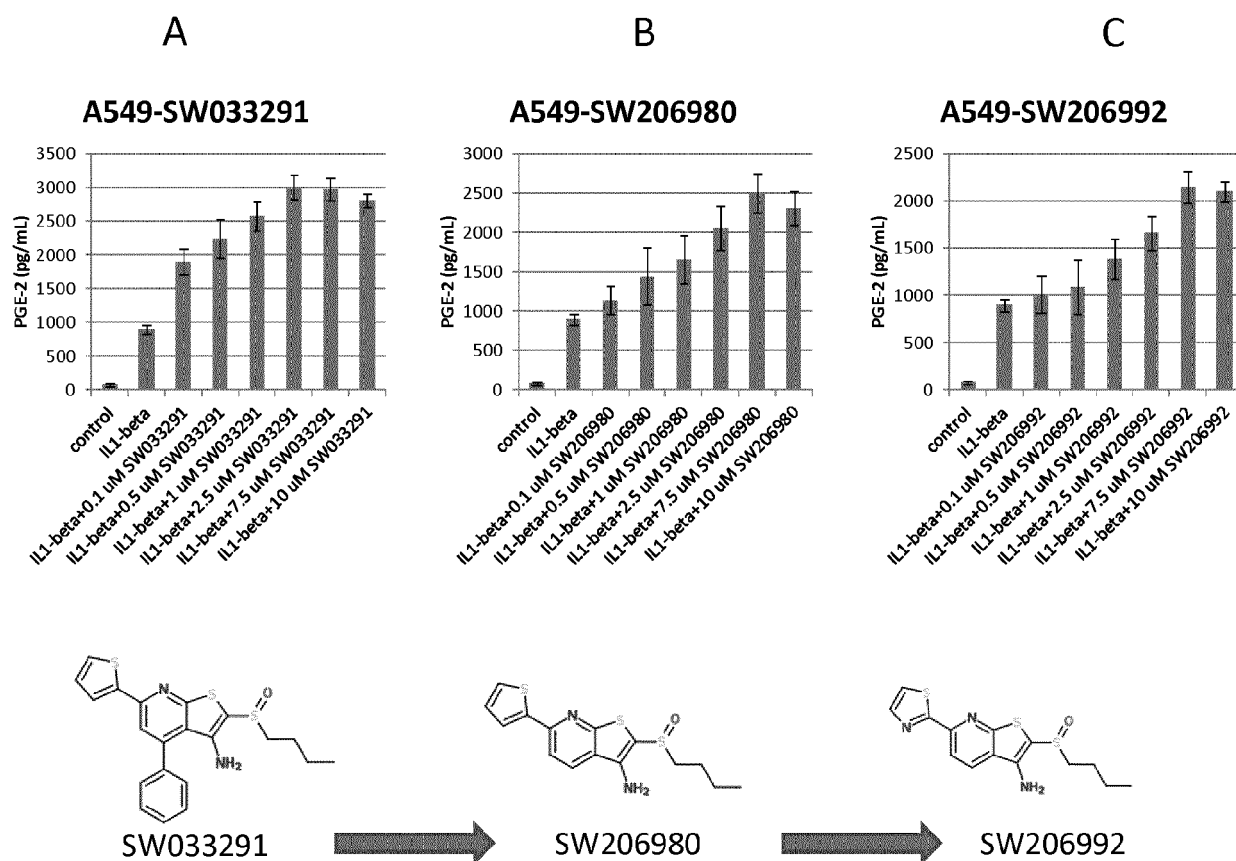 A
B
C
A549-SW033291
A549-SW206980
A549-SW206992
PGE-2 (pg/mL)
3500
3000
2500
2000
1500
1000
500
0
control
IL1-beta
IL1-beta+0.1 uM SW033291
IL1-beta+0.5 uM SW033291
IL1-beta+1 uM SW033291
IL1-beta+2.5 uM SW033291
IL1-beta+7.5 uM SW033291
IL1-beta+10 uM SW033291
PGE-2 (pg/mL)
3000
2500
2000
1500
1000
500
0
control
IL1-beta
IL1-beta+0.1 uM SW206980
IL1-beta+0.5 uM SW206980
IL1-beta+1 uM SW206980
IL1-beta+2.5 uM SW206980
IL1-beta+7.5 uM SW206980
IL1-beta+10 uM SW206980
PGE-2 (pg/mL)
2500
2000
1500
1000
500
0
control
IL1-beta
IL1-beta+0.1 uM SW206992
IL1-beta+0.5 uM SW206992
IL1-beta+1 uM SW206992
IL1-beta+2.5 uM SW206992
IL1-beta+7.5 uM SW206992
IL1-beta+10 uM SW206992
S
N
S
S
O
NH2
S
N
S
S
O
NH2
S
N
N
S
S
O
NH2
SW033291
SW206980
SW206992